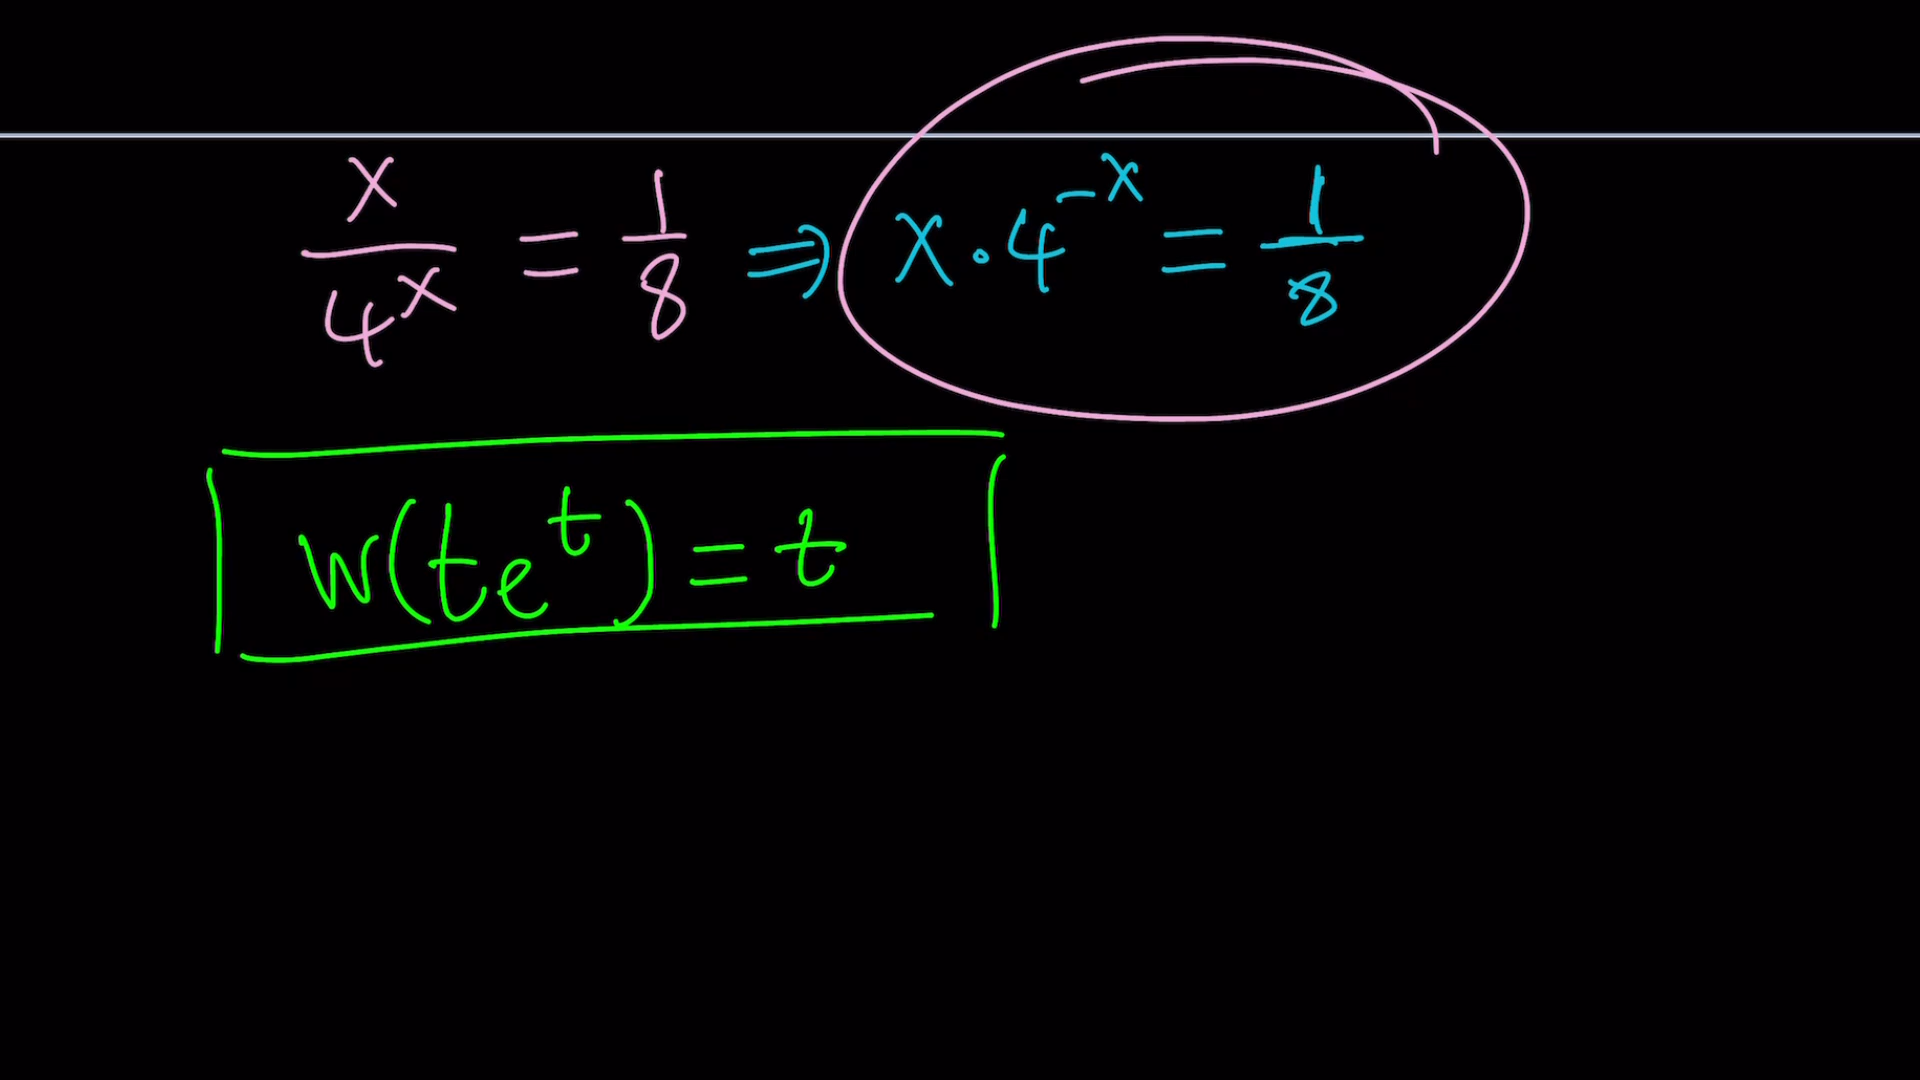 x/4^x = 1/8 ⇒ x · 4^-x = 1/8
W(te^t) = t